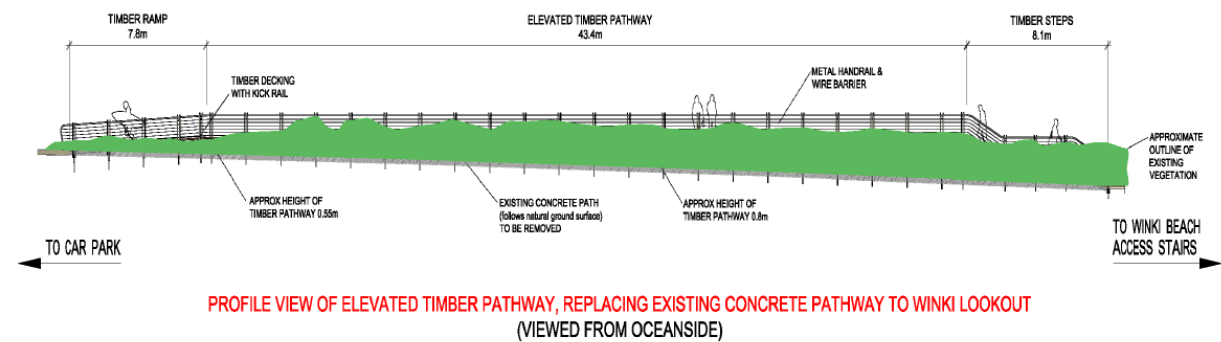 TIMBER RAMP
7.8m
ELEVATED TIMBER PATHWAY
43.4m
TIMBER STEPS
8.1m
TIMBER DECKING
WITH KICK RAIL
METAL HANDRAIL &
WIRE BARRIER
APPROXIMATE
OUTLINE OF
EXISTING
VEGETATION
APPROX HEIGHT OF
TIMBER PATHWAY 0.55m
EXISTING CONCRETE PATH
(follows natural ground surface)
TO BE REMOVED
APPROX HEIGHT OF
TIMBER PATHWAY 0.8m
TO CAR PARK
TO WINKI BEACH
ACCESS STAIRS
PROFILE VIEW OF ELEVATED TIMBER PATHWAY, REPLACING EXISTING CONCRETE PATHWAY TO WINKI LOOKOUT
(VIEWED FROM OCEANSIDE)